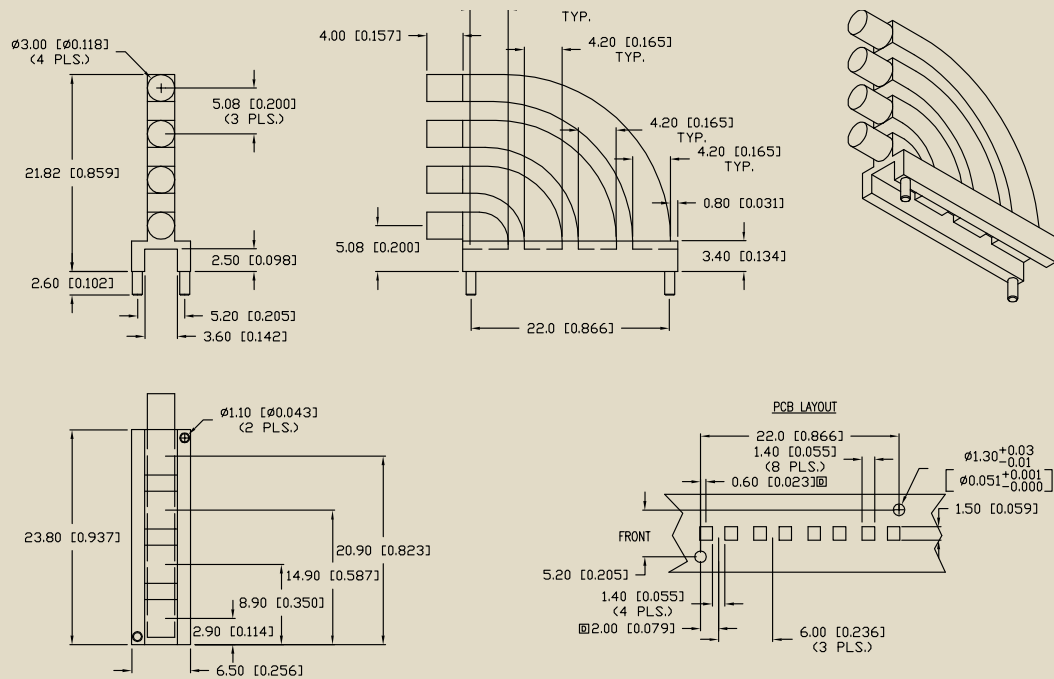 TYP.
4.00 [0.157]
4.20 [0.165]
TYP.
ø3.00 [ø0.118]
(4 PLS.)
5.08 [0.200]
(3 PLS.)
4.20 [0.165]
TYP.
4.20 [0.165]
TYP.
21.82 [0.859]
0.80 [0.031]
5.08 [0.200]
2.50 [0.098]
3.40 [0.134]
2.60 [0.102]
5.20 [0.205]
3.60 [0.142]
22.0 [0.866]
ø1.10 [ø0.043]
(2 PLS.)
23.80 [0.937]
20.90 [0.823]
14.90 [0.587]
8.90 [0.350]
2.90 [0.114]
6.50 [0.256]
PCB LAYOUT
22.0 [0.866]
1.40 [0.055]
(8 PLS.)
ø1.30 +0.03 -0.01
[ø0.051 +0.001 -0.000]
0.60 [0.023] D
1.50 [0.059]
FRONT
5.20 [0.205]
1.40 [0.055]
(4 PLS.)
D 2.00 [0.079]
6.00 [0.236]
(3 PLS.)